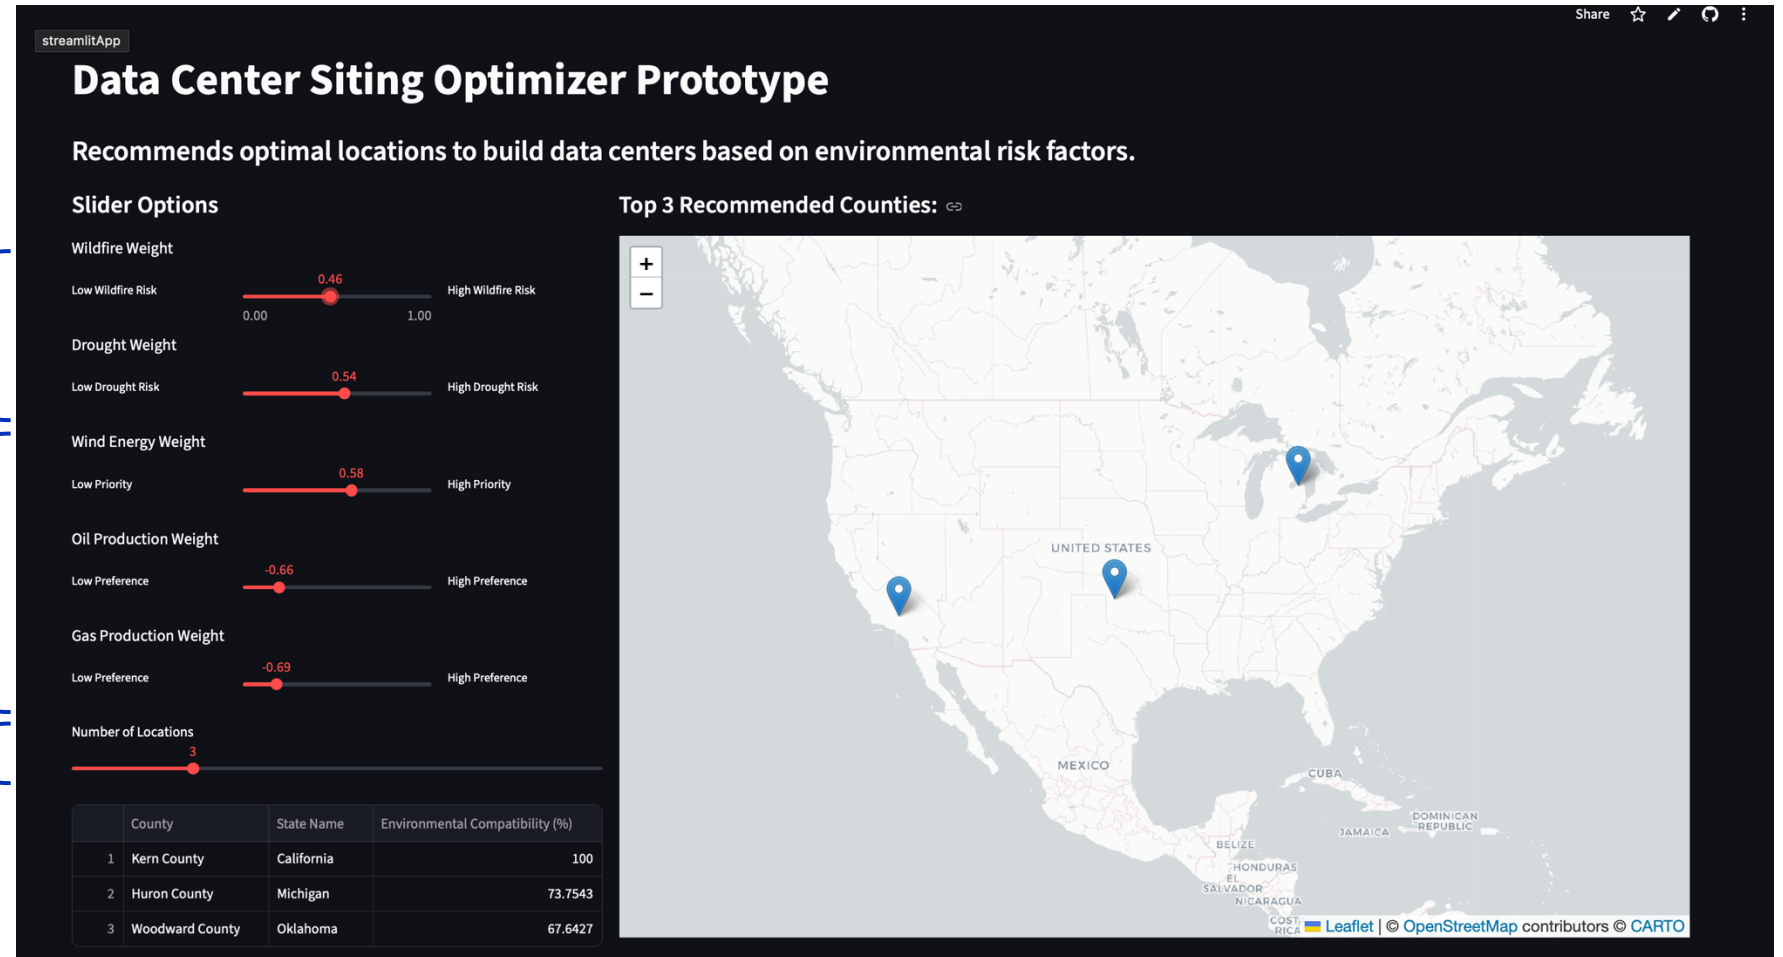 Share
streamlitApp
Data Center Siting Optimizer Prototype
Recommends optimal locations to build data centers based on environmental risk factors.
Slider Options
Wildfire Weight
0.46
Low Wildfire Risk
High Wildfire Risk
0.00 1.00
Drought Weight
0.54
Low Drought Risk
High Drought Risk
Wind Energy Weight
0.58
Low Priority
High Priority
Oil Production Weight
-0.66
Low Preference
High Preference
Gas Production Weight
-0.69
Low Preference
High Preference
Number of Locations
3
County State Name Environmental Compatibility (%)
1 Kern County California 100
2 Huron County Michigan 73.7543
3 Woodward County Oklahoma 67.6427
Top 3 Recommended Counties:
+
−
UNITED STATES
MEXICO
CUBA
DOMINICAN
REPUBLIC
JAMAICA
BELIZE
HONDURAS
EL
SALVADOR
NICARAGUA
COSTA
RICA
Leaflet | © OpenStreetMap contributors © CARTO